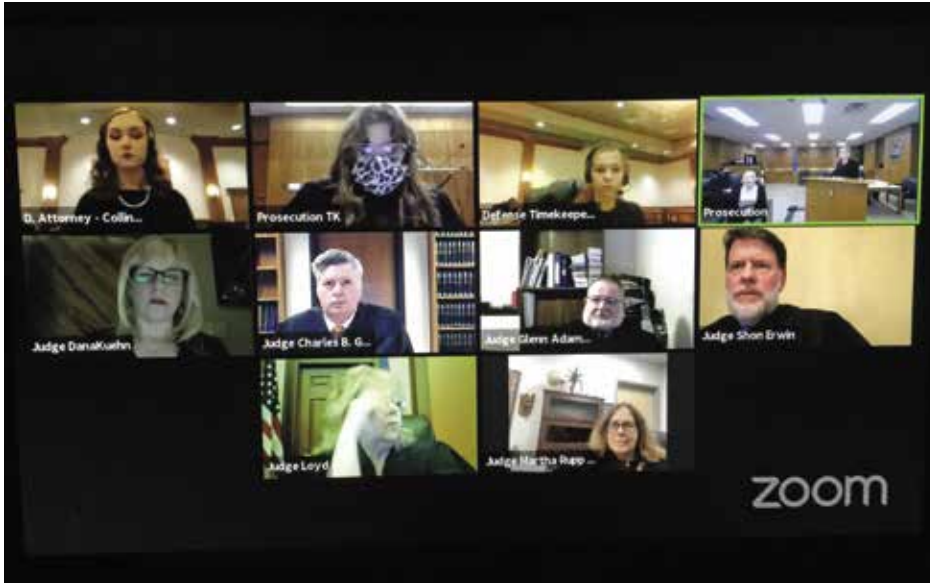 D. Attorney - Collin...
Prosecution TK
Defense Timekeepe...
Prosecution
Judge DanaKuehn
Judge Charles B. G...
Judge Glenn Adam...
Judge Shon Erwin
Judge Loyd
Judge Martha Rupp ...
zoom